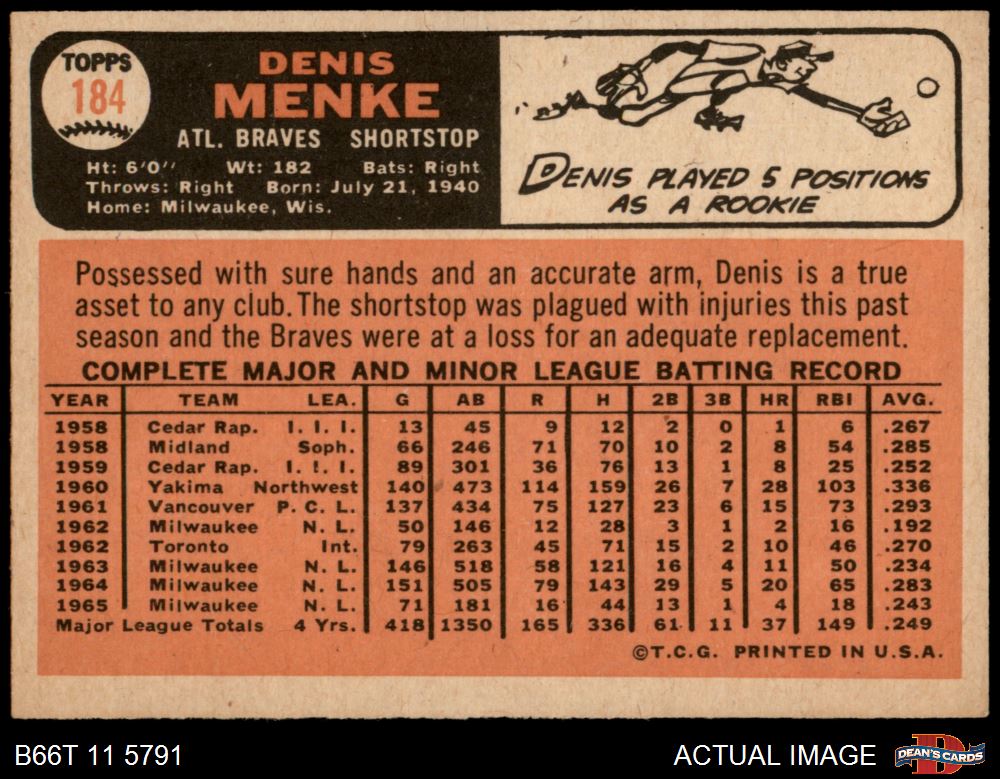 TOPPS
184
DENIS
MENKE
ATL. BRAVES SHORTSTOP
Ht: 6'0'' Wt: 182 Bats: Right
Throws: Right Born: July 21, 1940
Home: Milwaukee, Wis.
DENIS PLAYED 5 POSITIONS
AS A ROOKIE
Possessed with sure hands and an accurate arm, Denis is a true
asset to any club. The shortstop was plagued with injuries this past
season and the Braves were at a loss for an adequate replacement.
COMPLETE MAJOR AND MINOR LEAGUE BATTING RECORD
YEAR TEAM LEA. G AB R H 2B 3B HR RBI AVG.
1958 Cedar Rap. I. I. I. 13 45 9 12 2 0 1 6 .267
1958 Midland Soph. 66 246 71 70 10 2 8 54 .285
1959 Cedar Rap. I. I. I. 89 301 36 76 13 1 8 25 .252
1960 Yakima Northwest 140 473 114 159 26 7 28 103 .336
1961 Vancouver P. C. L. 137 434 75 127 23 6 15 73 .293
1962 Milwaukee N. L. 50 146 12 28 3 1 2 16 .192
1962 Toronto Int. 79 263 45 71 15 2 10 46 .270
1963 Milwaukee N. L. 146 518 58 121 16 4 11 50 .234
1964 Milwaukee N. L. 151 505 79 143 29 5 20 65 .283
1965 Milwaukee N. L. 71 181 16 44 13 1 4 18 .243
Major League Totals 4 Yrs. 418 1350 165 336 61 11 37 149 .249
©T.C.G. PRINTED IN U.S.A.
B66T 11 5791 ACTUAL IMAGE
DEAN'S CARDS